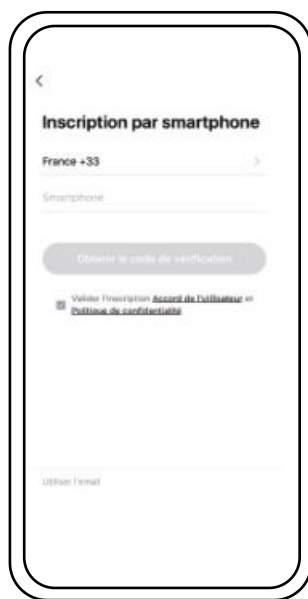 Inscription par smartphone
France +33
Smartphone
Obtenir le code de vérification
Valider l'inscription Accord de l'utilisateur et
Politique de confidentialité
Utiliser l'email